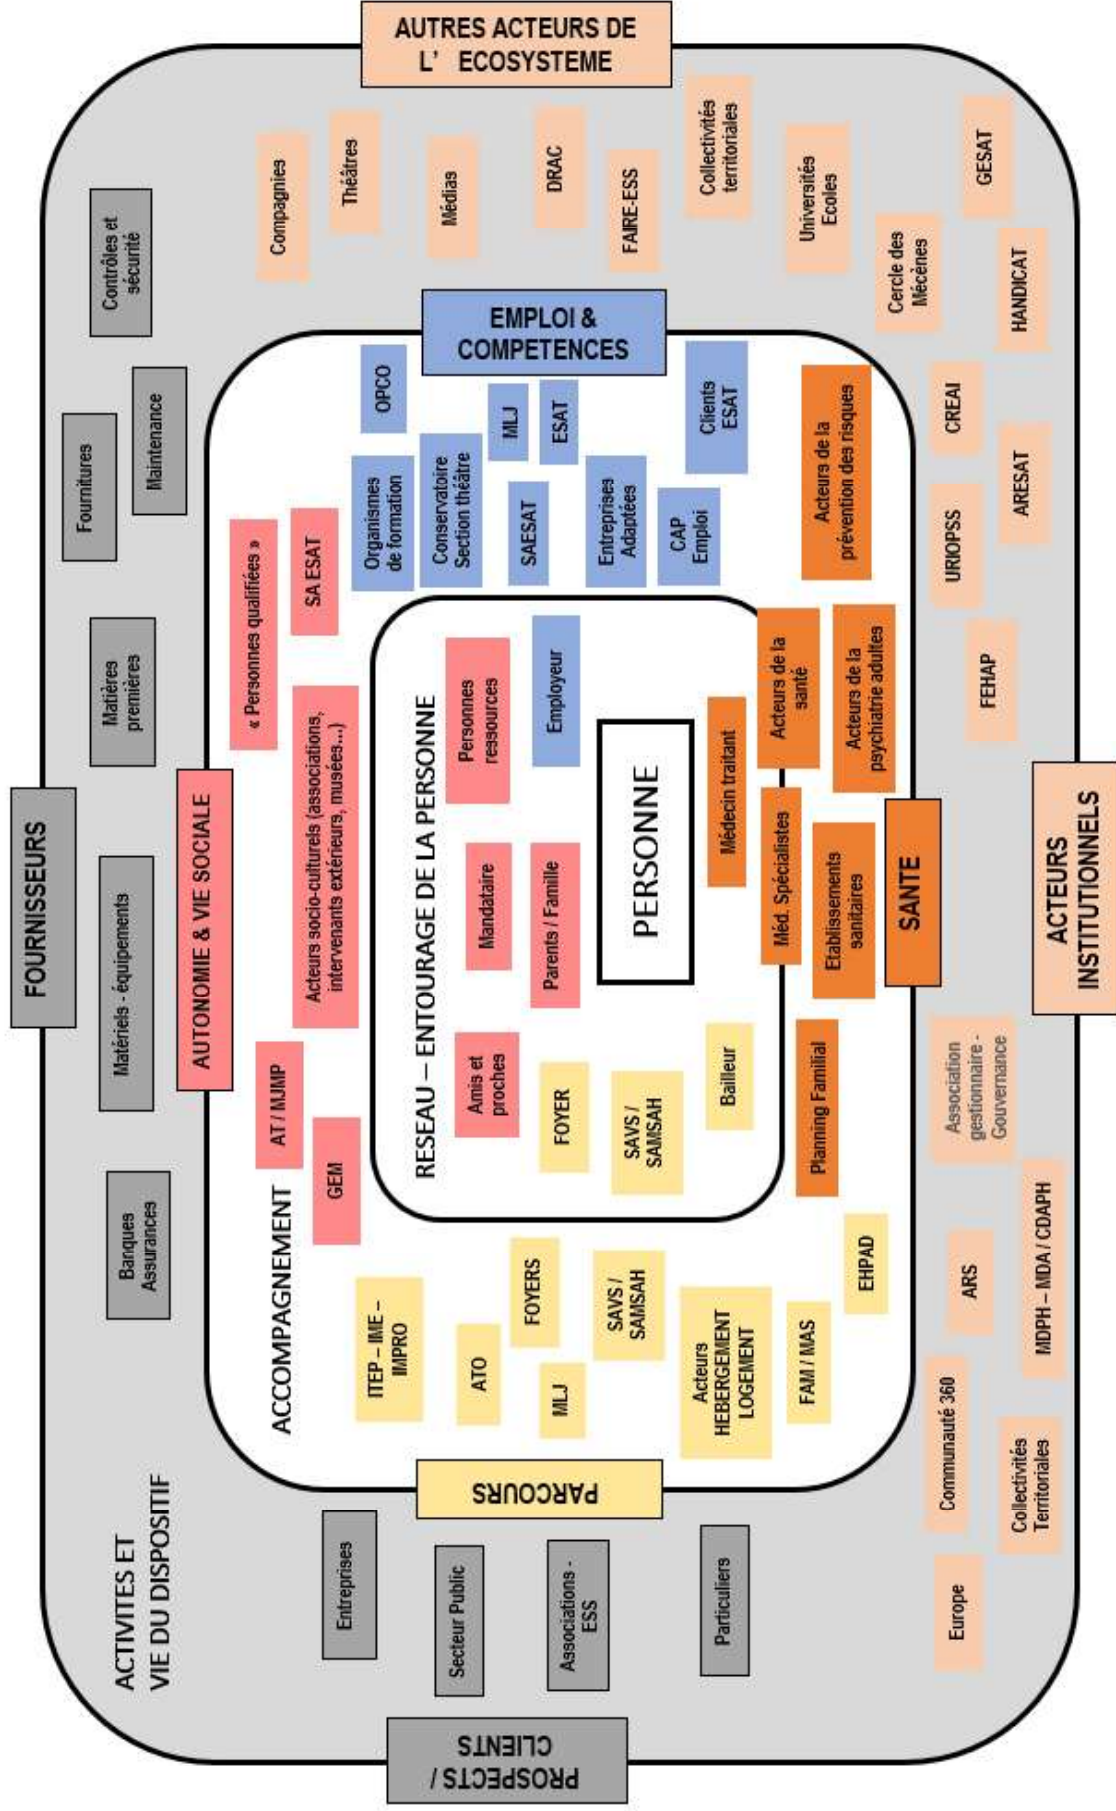 FOURNISSEURS
ACTIVITES ET
VIE DU DISPOSITIF
Banques
Assurances
Matériels - équipements
Matières
premières
Fournitures
Maintenance
Contrôles et
sécurité
AUTONOMIE & VIE SOCIALE
ACCOMPAGNEMENT
AT / MJMP
GEM
Acteurs socio-culturels (associations,
intervenants extérieurs, musées...)
« Personnes qualifiées »
SA ESAT
PROSPECTS /
CLIENTS
Entreprises
Secteur Public
Associations -
ESS
Particuliers
PARCOURS
ITEP – IME –
IMPRO
ATO
FOYERS
MLJ
SAVS /
SAMSAH
Acteurs
HEBERGEMENT
LOGEMENT
FAM / MAS
EHPAD
RESEAU – ENTOURAGE DE LA PERSONNE
Amis et
proches
Mandataire
Personnes
ressources
Parents / Famille
Employeur
FOYER
SAVS /
SAMSAH
Bailleur
PERSONNE
Médecin traitant
OPCO
Organismes
de formation
Conservatoire
Section théâtre
MLJ
SAESAT
ESAT
Entreprises
Adaptées
CAP
Emploi
Clients
ESAT
EMPLOI &
COMPETENCES
AUTRES ACTEURS DE
L' ECOSYSTEME
Compagnies
Théâtres
Médias
DRAC
FAIRE-ESS
Collectivités
territoriales
Universités
Ecoles
Cercle des
Mécènes
GESAT
HANDICAT
Planning Familial
Méd. Spécialistes
Etablissements
sanitaires
Acteurs de la
santé
Acteurs de la
psychiatrie adultes
Acteurs de la
prévention des risques
SANTE
Europe
Communauté 360
Collectivités
Territoriales
ARS
MDPH – MDA / CDAPH
Association
gestionnaire -
Gouvernance
FEHAP
URIOPSS
CREAI
ARESAT
ACTEURS
INSTITUTIONNELS